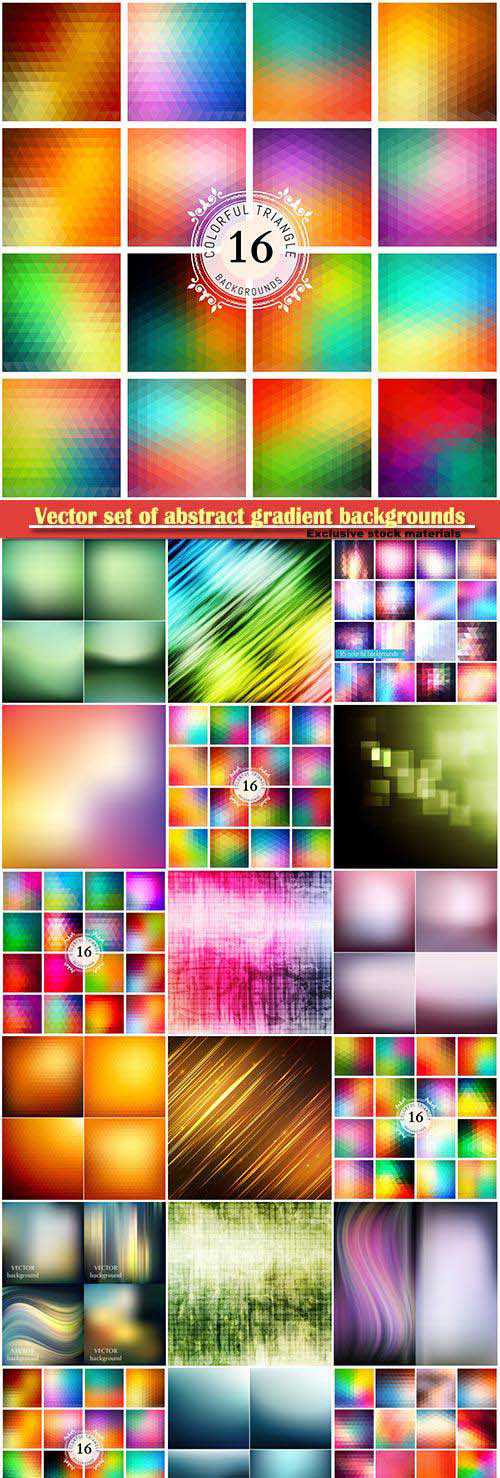 COLORFUL TRIANGLE
16
BACKGROUNDS
Vector set of abstract gradient backgrounds
Exclusive stock materials
16
16
16
VECTOR
background
VECTOR
background
VECTOR
background
VECTOR
background
16